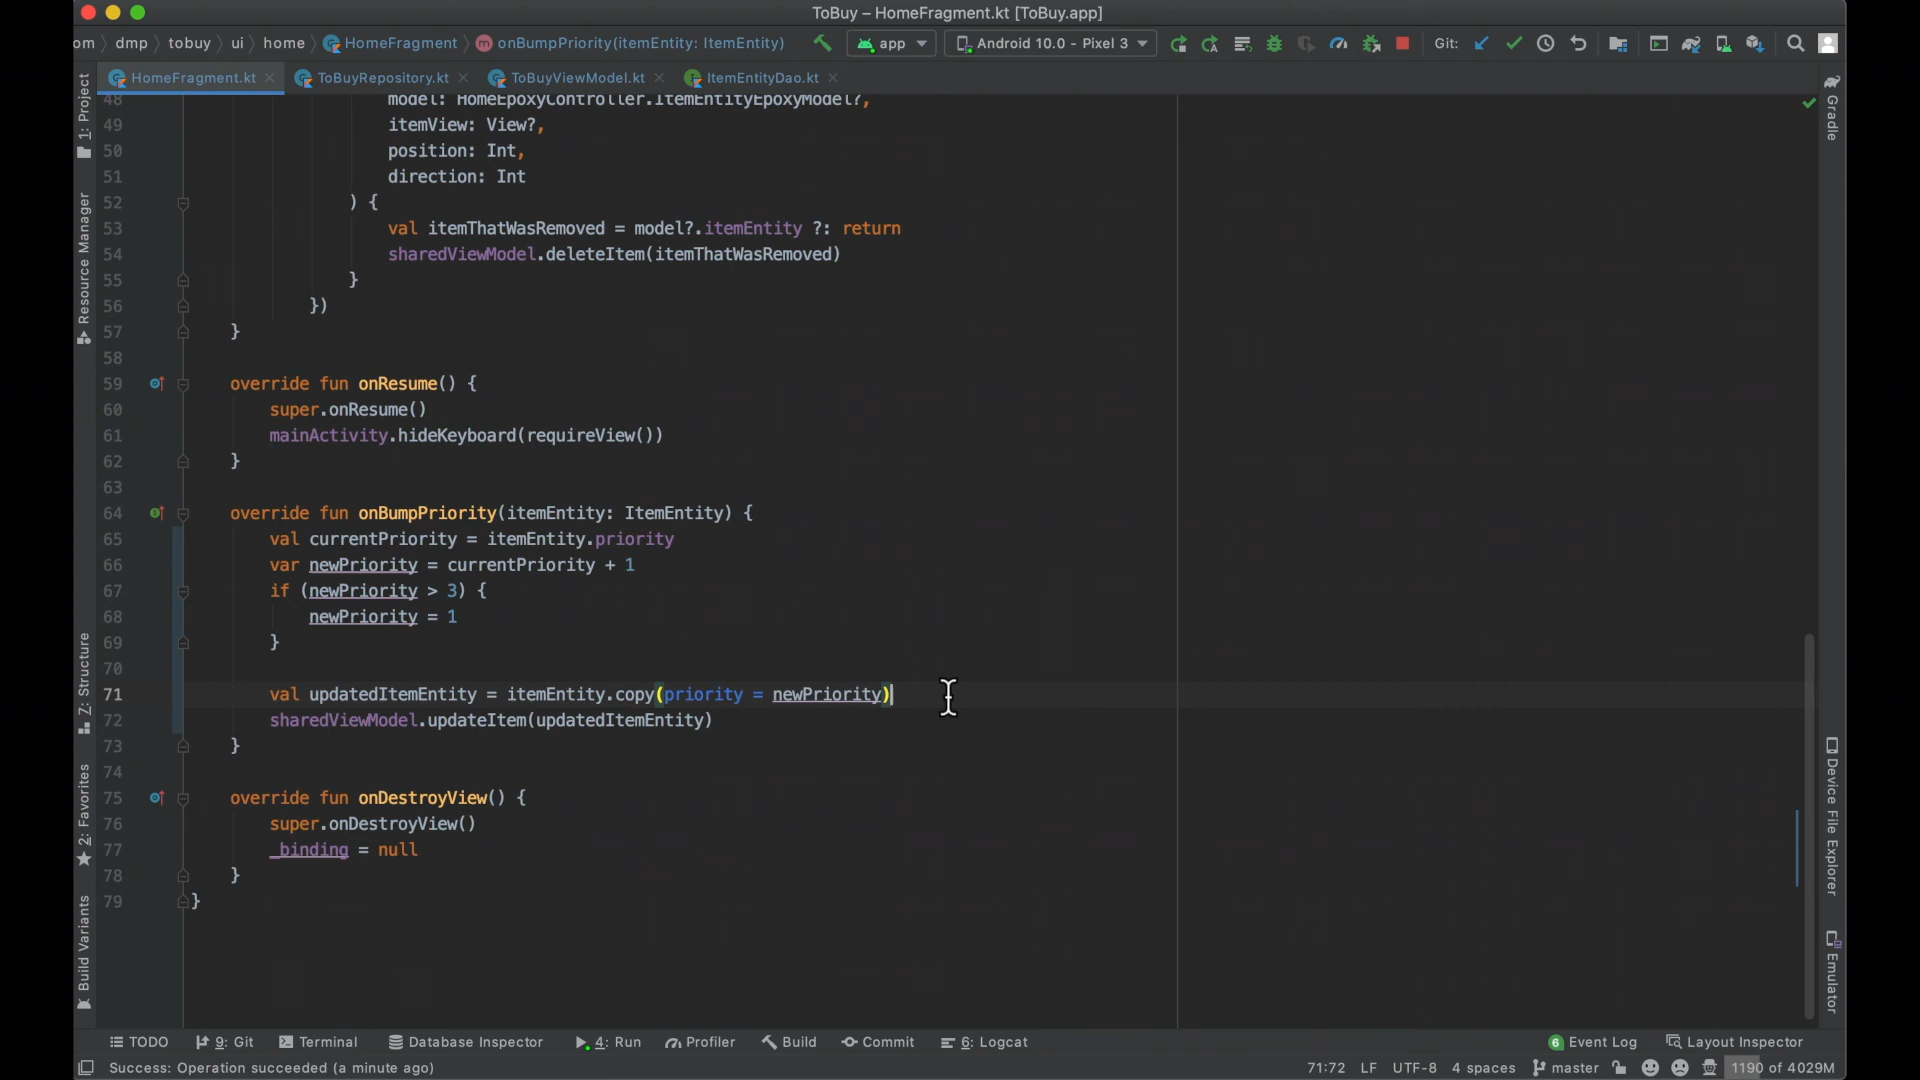 ToBuy – HomeFragment.kt [ToBuy.app]
om dmp tobuy ui home HomeFragment onBumpPriority(itemEntity: ItemEntity) app Android 10.0 - Pixel 3 Git:
HomeFragment.kt ToBuyRepository.kt ToBuyViewModel.kt ItemEntityDao.kt
1: Project
Resource Manager
Z: Structure
2: Favorites
Build Variants
48 model: HomeEpoxyController.ItemEntityEpoxyModel?,
49 itemView: View?,
50 position: Int,
51 direction: Int
52 ) {
53 val itemThatWasRemoved = model?.itemEntity ?: return
54 sharedViewModel.deleteItem(itemThatWasRemoved)
55 }
56 })
57 }
58
59 override fun onResume() {
60 super.onResume()
61 mainActivity.hideKeyboard(requireView())
62 }
63
64 override fun onBumpPriority(itemEntity: ItemEntity) {
65 val currentPriority = itemEntity.priority
66 var newPriority = currentPriority + 1
67 if (newPriority > 3) {
68 newPriority = 1
69 }
70
71 val updatedItemEntity = itemEntity.copy(priority = newPriority)
72 sharedViewModel.updateItem(updatedItemEntity)
73 }
74
75 override fun onDestroyView() {
76 super.onDestroyView()
77 _binding = null
78 }
79 }
Gradle
Device File Explorer
Emulator
TODO 9: Git Terminal Database Inspector 4: Run Profiler Build Commit 6: Logcat 6 Event Log Layout Inspector
Success: Operation succeeded (a minute ago) 71:72 LF UTF-8 4 spaces master 1190 of 4029M